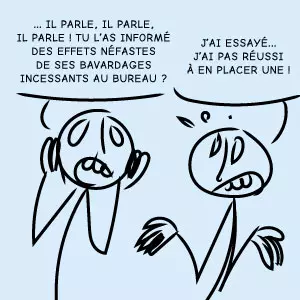 ... IL PARLE, IL PARLE,
IL PARLE ! TU L'AS INFORMÉ
DES EFFETS NÉFASTES
DE SES BAVARDAGES
INCESSANTS AU BUREAU ?
J'AI ESSAYÉ...
J'AI PAS RÉUSSI
À EN PLACER UNE !